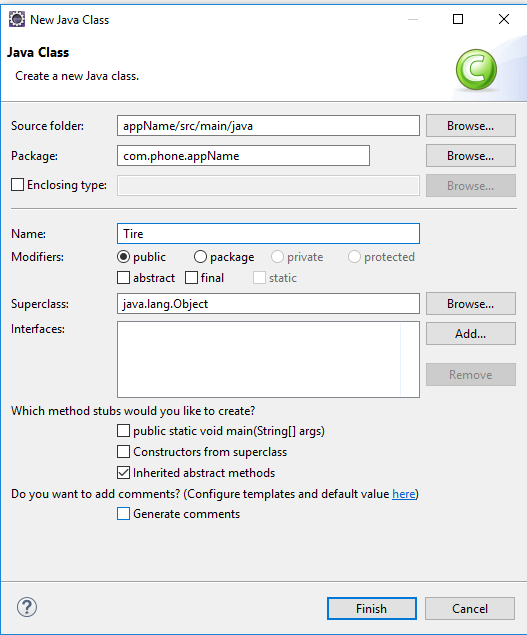 New Java Class
Java Class
Create a new Java class.
C
Source folder: appName/src/main/java Browse...
Package: com.phone.appName Browse...
Enclosing type: Browse...
Name: Tire
Modifiers: public package private protected
abstract final static
Superclass: java.lang.Object Browse...
Interfaces: Add...
Remove
Which method stubs would you like to create?
public static void main(String[] args)
Constructors from superclass
Inherited abstract methods
Do you want to add comments? (Configure templates and default value here)
Generate comments
? Finish Cancel